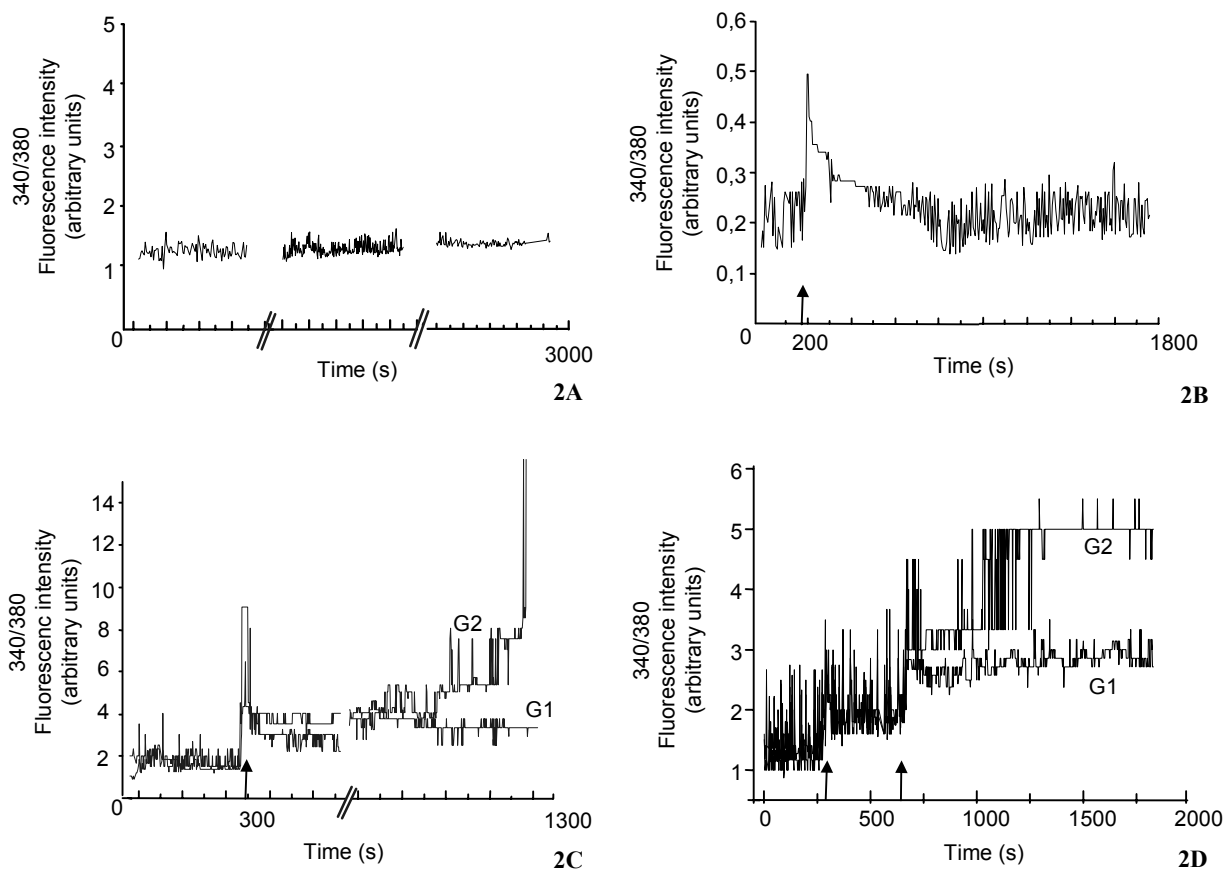 340/380
Fluorescence intensity
(arbitrary units)
5
4
3
2
1
0
3000
Time (s)
2A
340/380
Fluorescence intensity
(arbitrary units)
0,6
0,5
0,4
0,3
0,2
0,1
0
200
1800
Time (s)
2B
340/380
Fluorescenc intensity
(arbitrary units)
14
12
10
8
6
4
2
0
G2
G1
300
1300
Time (s)
2C
340/380
Fluorescence intensity
(arbitrary units)
6
5
4
3
2
1
G2
G1
0 500 1000 1500 2000
Time (s)
2D